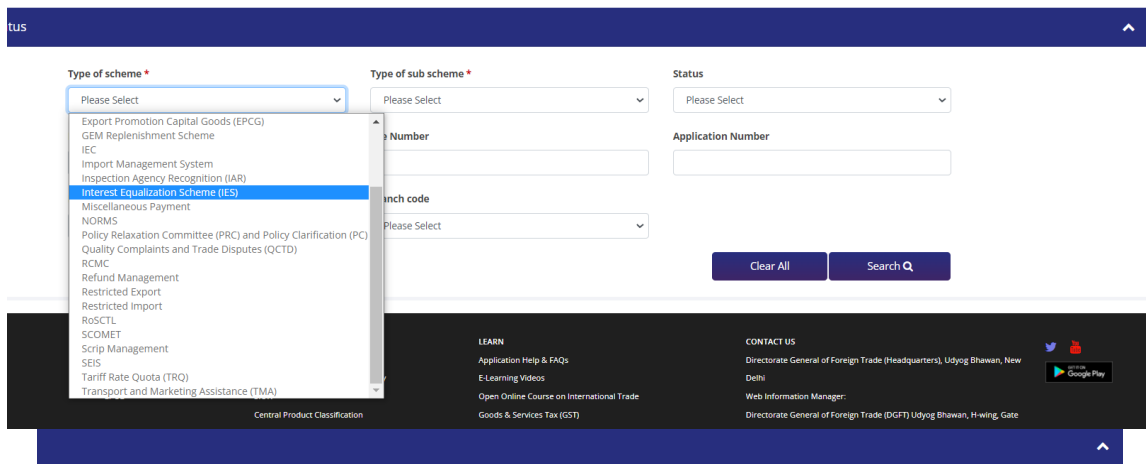 tus
Type of scheme *
Type of sub scheme *
Status
Please Select
Please Select
Please Select
Export Promotion Capital Goods (EPCG)
GEM Replenishment Scheme
IEC
Import Management System
Inspection Agency Recognition (IAR)
Interest Equalization Scheme (IES)
Miscellaneous Payment
NORMS
Policy Relaxation Committee (PRC) and Policy Clarification (PC)
Quality Complaints and Trade Disputes (QCTD)
RCMC
Refund Management
Restricted Export
Restricted Import
RoSCTL
SCOMET
Scrip Management
SEIS
Tariff Rate Quota (TRQ)
Transport and Marketing Assistance (TMA)
Number
Application Number
anch code
Please Select
Clear All
Search
Central Product Classification
LEARN
Application Help & FAQs
E-Learning Videos
Open Online Course on International Trade
Goods & Services Tax (GST)
CONTACT US
Directorate General of Foreign Trade (Headquarters), Udyog Bhawan, New
Delhi
Web Information Manager:
Directorate General of Foreign Trade (DGFT) Udyog Bhawan, H-wing, Gate
GET IT ON
Google Play